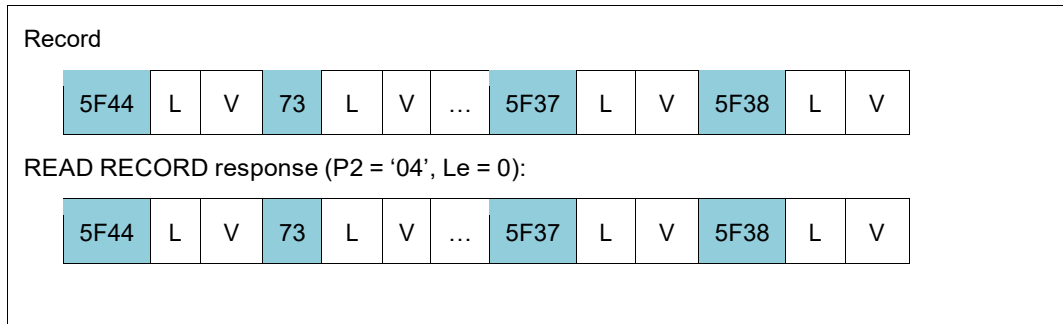 Record
5F44 L V 73 L V … 5F37 L V 5F38 L V
READ RECORD response (P2 = ‘04’, Le = 0):
5F44 L V 73 L V … 5F37 L V 5F38 L V